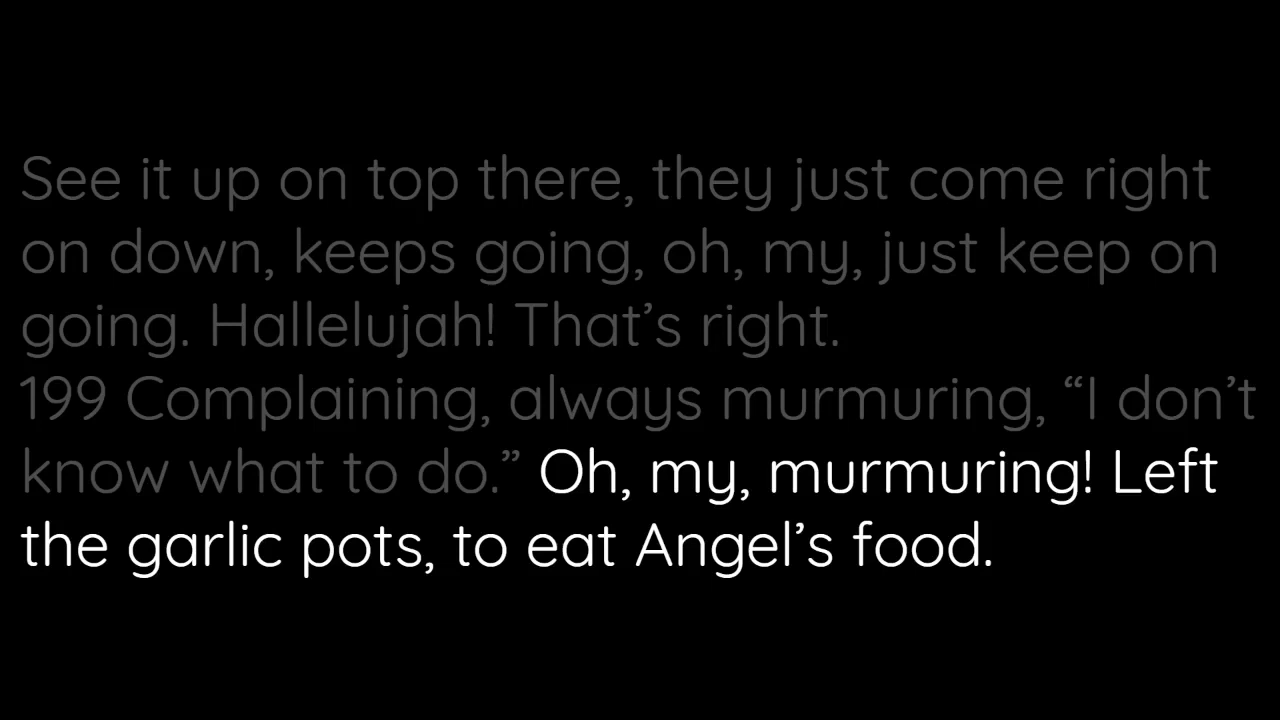 See it up on top there, they just come right
on down, keeps going, oh, my, just keep on
going. Hallelujah! That’s right.
199 Complaining, always murmuring, “I don’t
know what to do.” Oh, my, murmuring! Left
the garlic pots, to eat Angel’s food.